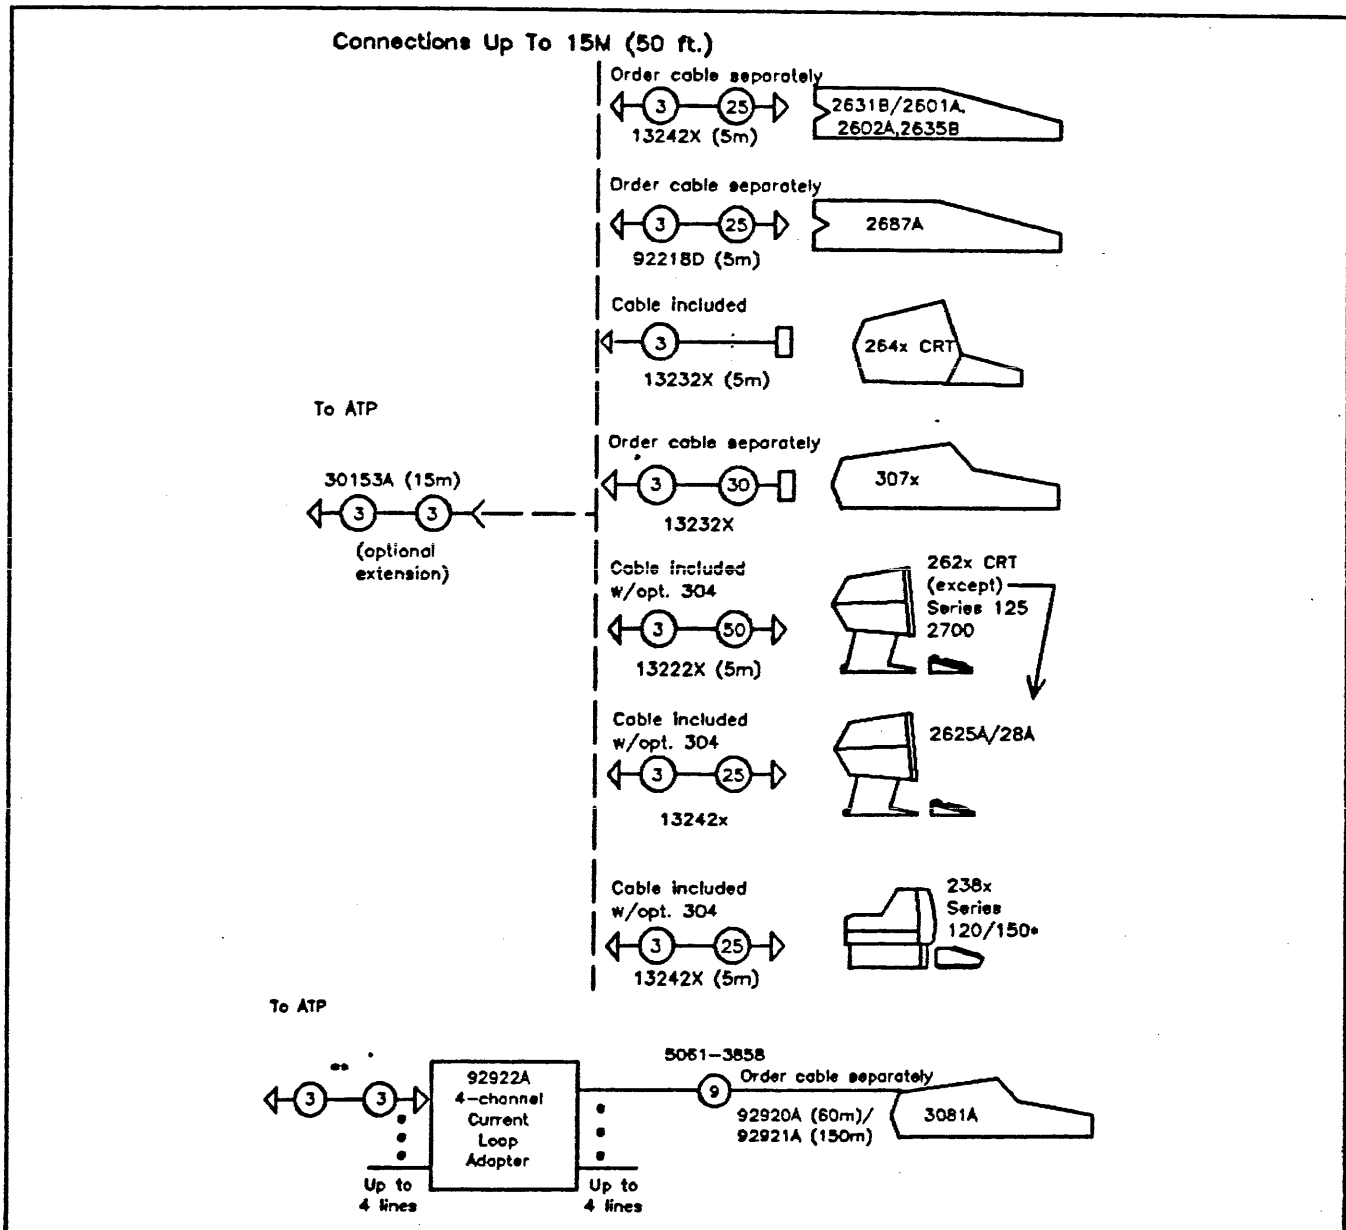 Connections Up To 15M (50 ft.)
Order cable separately
3
25
13242X (5m)
2631B/2601A,
2602A,2635B
Order cable separately
3
25
92218D (5m)
2687A
Cable included
3
13232X (5m)
264x CRT
To ATP
30153A (15m)
3
3
(optional
extension)
Order cable separately
3
30
13232X
307x
Cable included
w/opt. 304
3
50
13222X (5m)
262x CRT
(except)
Series 125
2700
Cable included
w/opt. 304
3
25
13242x
2625A/28A
Cable included
w/opt. 304
3
25
13242X (5m)
238x
Series
120/150*
To ATP
**
3
3
92922A
4-channel
Current
Loop
Adapter
Up to
4 lines
Up to
4 lines
5061-3858
9
Order cable separately
92920A (60m)/
92921A (150m)
3081A